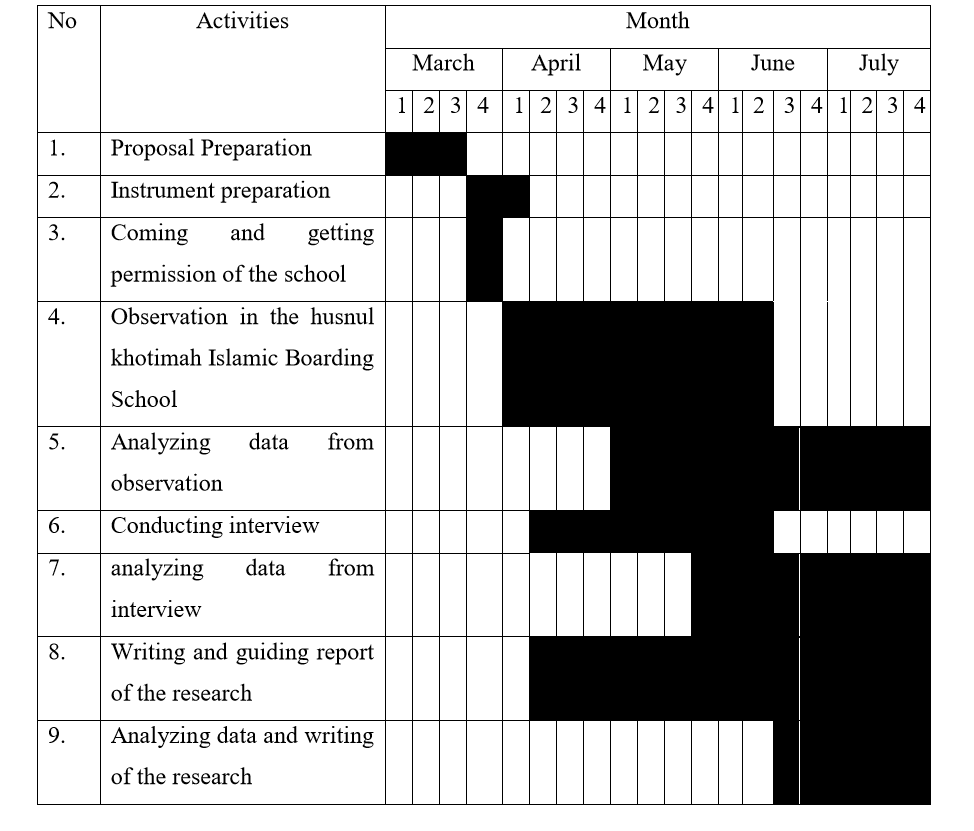 No Activities Month
March April May June July
1 2 3 4 1 2 3 4 1 2 3 4 1 2 3 4 1 2 3 4
1. Proposal Preparation
2. Instrument preparation
3. Coming and getting
permission of the school
4. Observation in the husnul
khotimah Islamic Boarding
School
5. Analyzing data from
observation
6. Conducting interview
7. analyzing data from
interview
8. Writing and guiding report
of the research
9. Analyzing data and writing
of the research